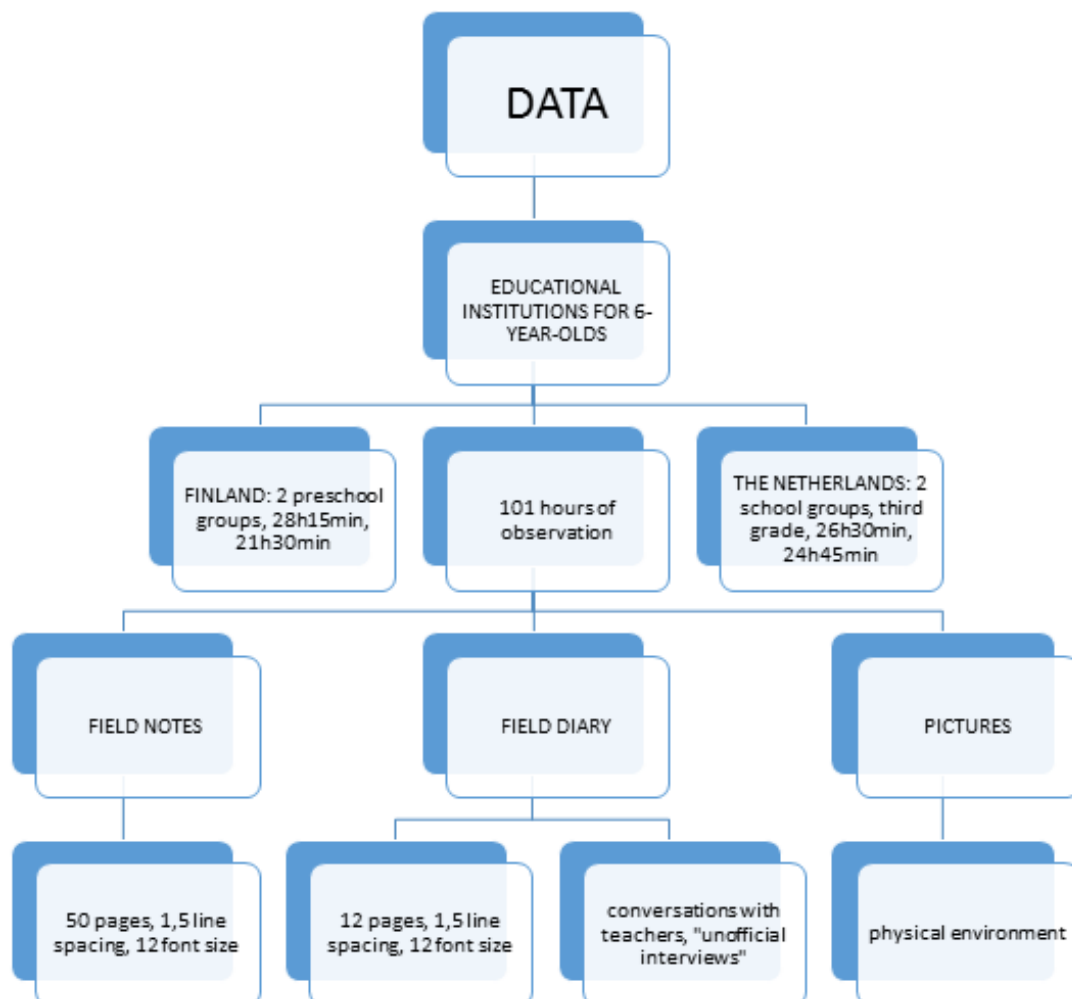 DATA
EDUCATIONAL
INSTITUTIONS FOR 6-
YEAR-OLDS
FINLAND: 2 preschool
groups, 28h15min,
21h30min
101 hours of
observation
THE NETHERLANDS: 2
school groups, third
grade, 26h30min,
24h45min
FIELD NOTES
FIELD DIARY
PICTURES
50 pages, 1,5 line
spacing, 12 font size
12 pages, 1,5 line
spacing, 12 font size
conversations with
teachers, "unofficial
interviews"
physical environment